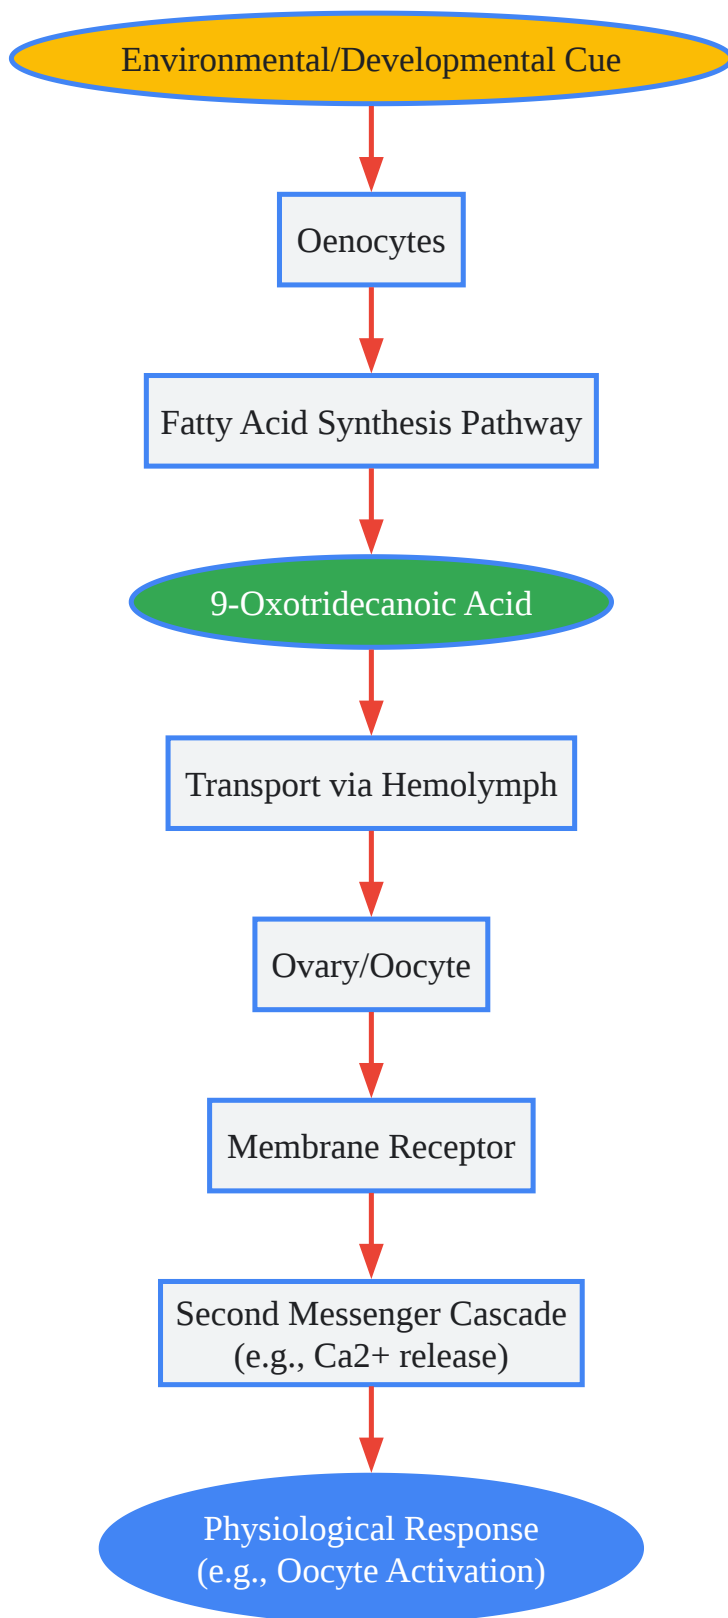 Environmental/Developmental Cue
Oenocytes
Fatty Acid Synthesis Pathway
9-Oxotridecanoic Acid
Transport via Hemolymph
Ovary/Oocyte
Membrane Receptor
Second Messenger Cascade
(e.g., Ca2+ release)
Physiological Response
(e.g., Oocyte Activation)